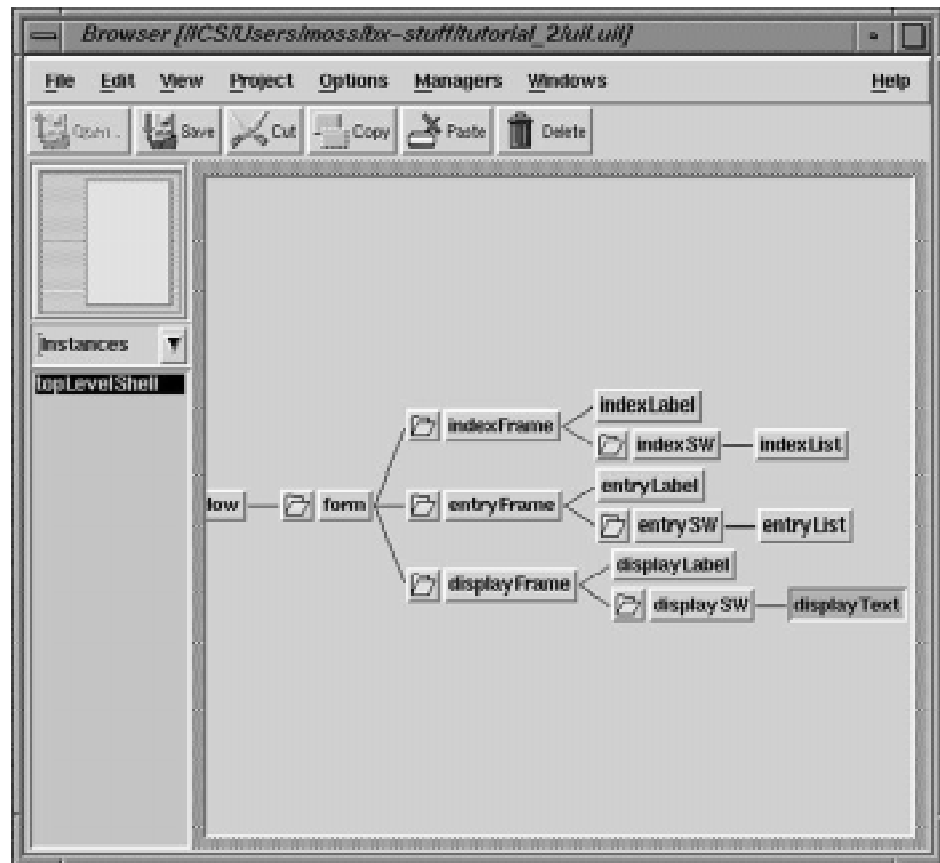 Browser [/ICS/Users/moss/bx-stuff/tutorial_2/uil.uil]
File Edit View Project Options Managers Windows Help
Open... Save Cut Copy Paste Delete
Instances
topLevelShell
indexLabel
indexFrame
indexSW indexList
entryLabel
low form entryFrame
entrySW entryList
displayLabel
displayFrame
displaySW displayText